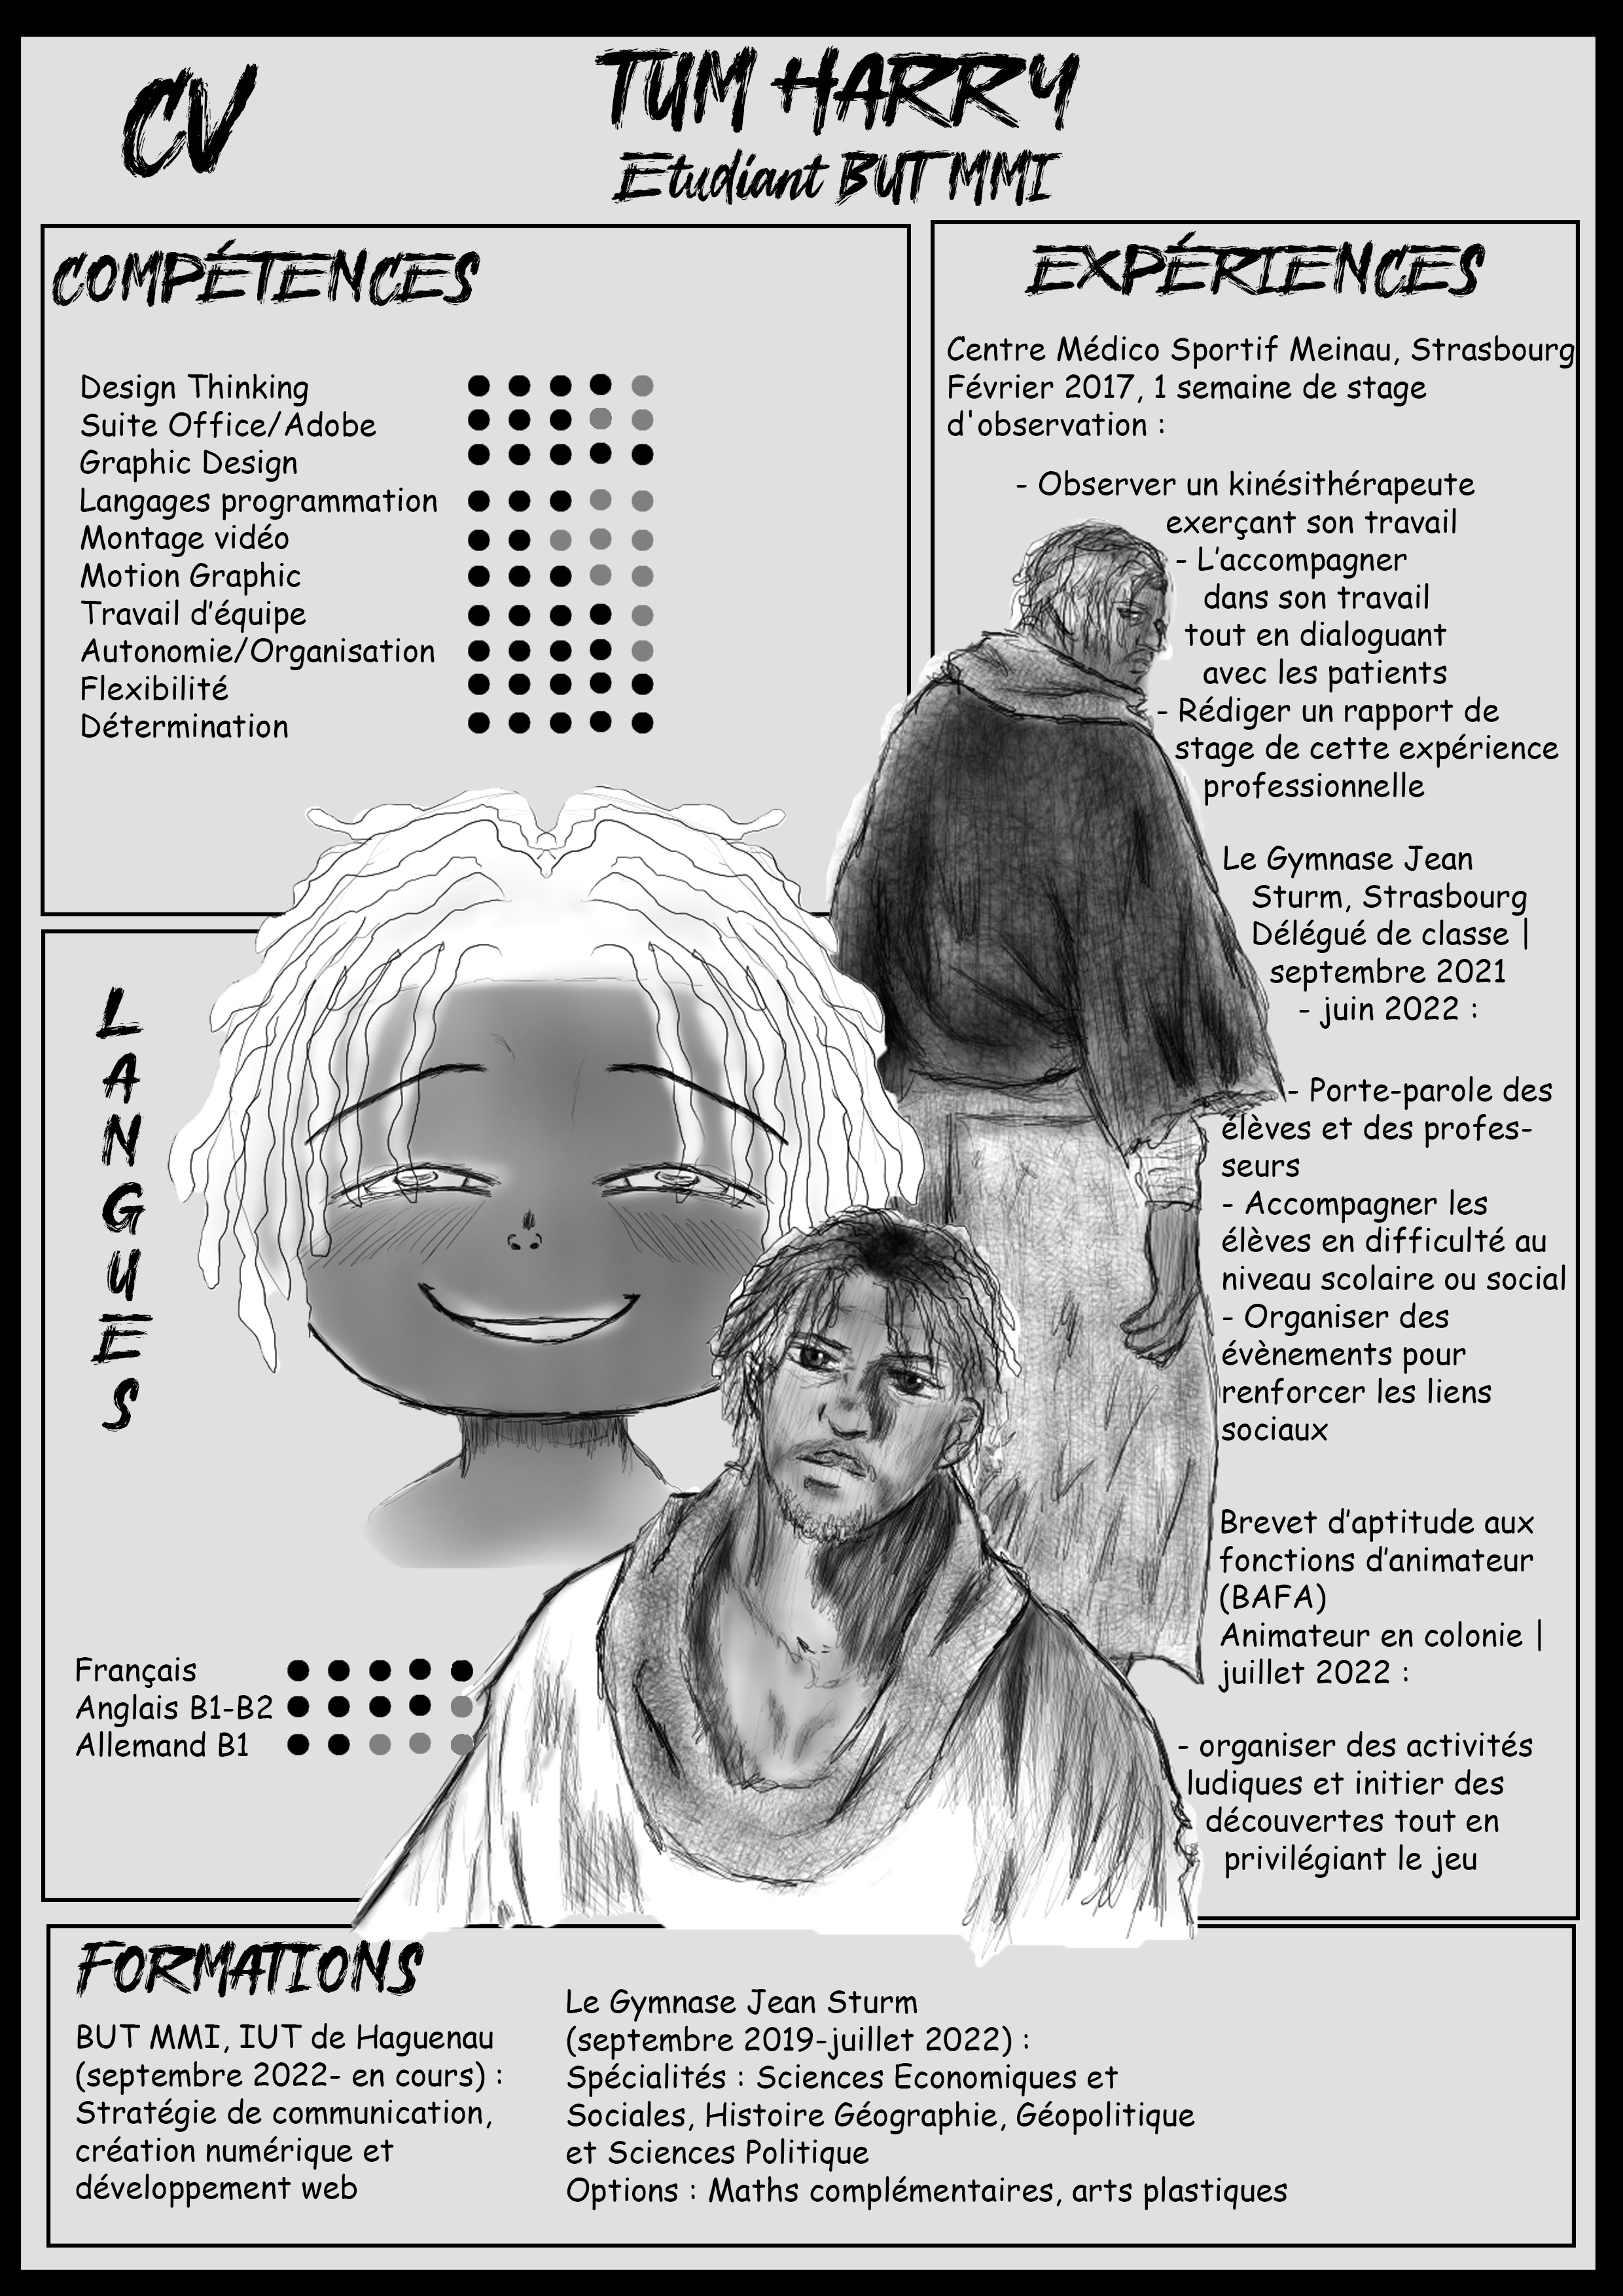 CV
TUM HARRY
Etudiant BUT MMI
COMPÉTENCES
Design Thinking
Suite Office/Adobe
Graphic Design
Langages programmation
Montage vidéo
Motion Graphic
Travail d'équipe
Autonomie/Organisation
Flexibilité
Détermination
EXPÉRIENCES
Centre Médico Sportif Meinau, Strasbourg
Février 2017, 1 semaine de stage
d'observation :
- Observer un kinésithérapeute
exerçant son travail
- L'accompagner
dans son travail
tout en dialoguant
avec les patients
- Rédiger un rapport de
stage de cette expérience
professionnelle
Le Gymnase Jean
Sturm, Strasbourg
Délégué de classe |
septembre 2021
- juin 2022 :
- Porte-parole des
élèves et des profes-
seurs
- Accompagner les
élèves en difficulté au
niveau scolaire ou social
- Organiser des
évènements pour
renforcer les liens
sociaux
Brevet d'aptitude aux
fonctions d'animateur
(BAFA)
Animateur en colonie |
juillet 2022 :
- organiser des activités
ludiques et initier des
découvertes tout en
privilégiant le jeu
LANGUES
Français
Anglais B1-B2
Allemand B1
FORMATIONS
BUT MMI, IUT de Haguenau
(septembre 2022- en cours) :
Stratégie de communication,
création numérique et
développement web
Le Gymnase Jean Sturm
(septembre 2019-juillet 2022) :
Spécialités : Sciences Economiques et
Sociales, Histoire Géographie, Géopolitique
et Sciences Politique
Options : Maths complémentaires, arts plastiques